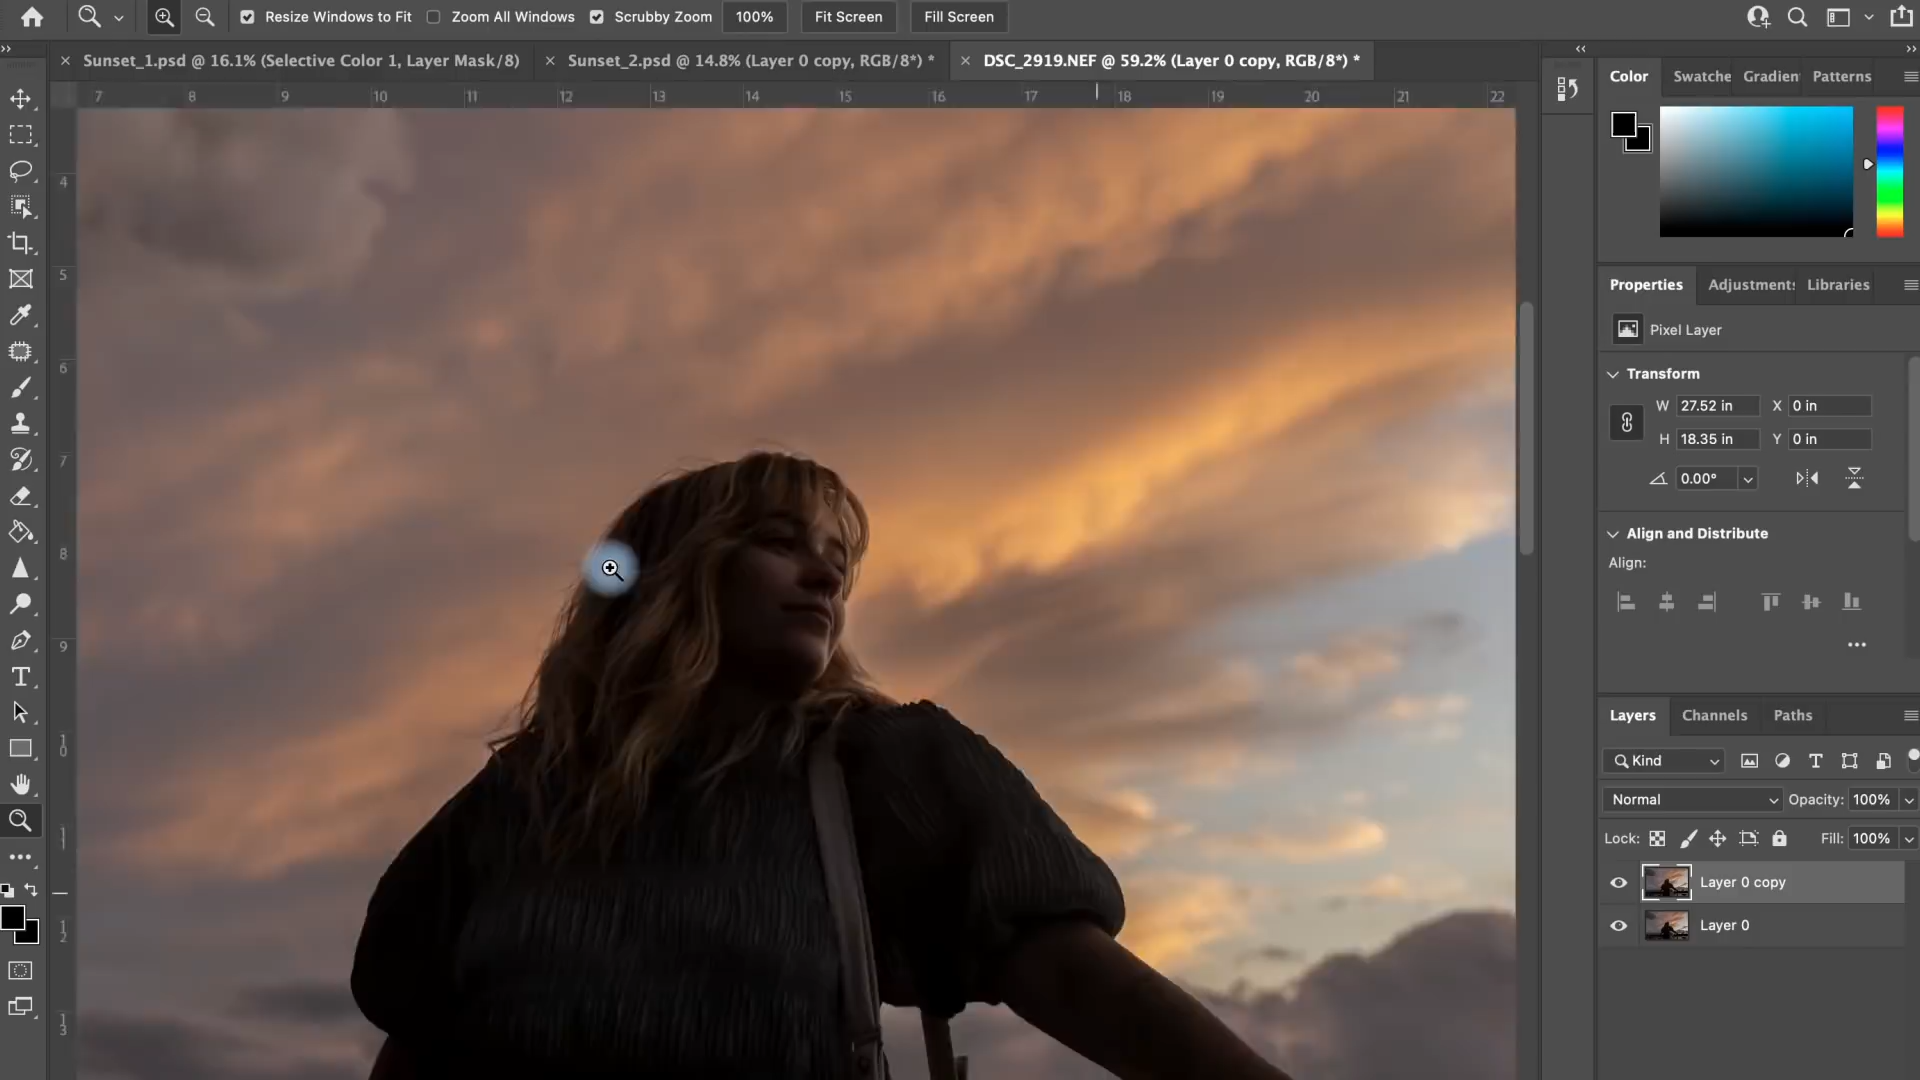 Resize Windows to Fit Zoom All Windows Scrubby Zoom 100% Fit Screen Fill Screen
Sunset_1.psd @ 16.1% (Selective Color 1, Layer Mask/8) Sunset_2.psd @ 14.8% (Layer 0 copy, RGB/8*) * DSC_2919.NEF @ 59.2% (Layer 0 copy, RGB/8*) *
7 8 9 10 11 12 13 14 15 16 17 18 19 20 21 22
4
5
6
7
8
9
10
11
12
13
Color Swatche Gradien Patterns
Properties Adjustments Libraries
Pixel Layer
Transform
W 27.52 in X 0 in
H 18.35 in Y 0 in
0.00°
Align and Distribute
Align:
Layers Channels Paths
Kind
Normal Opacity: 100%
Lock: Fill: 100%
Layer 0 copy
Layer 0